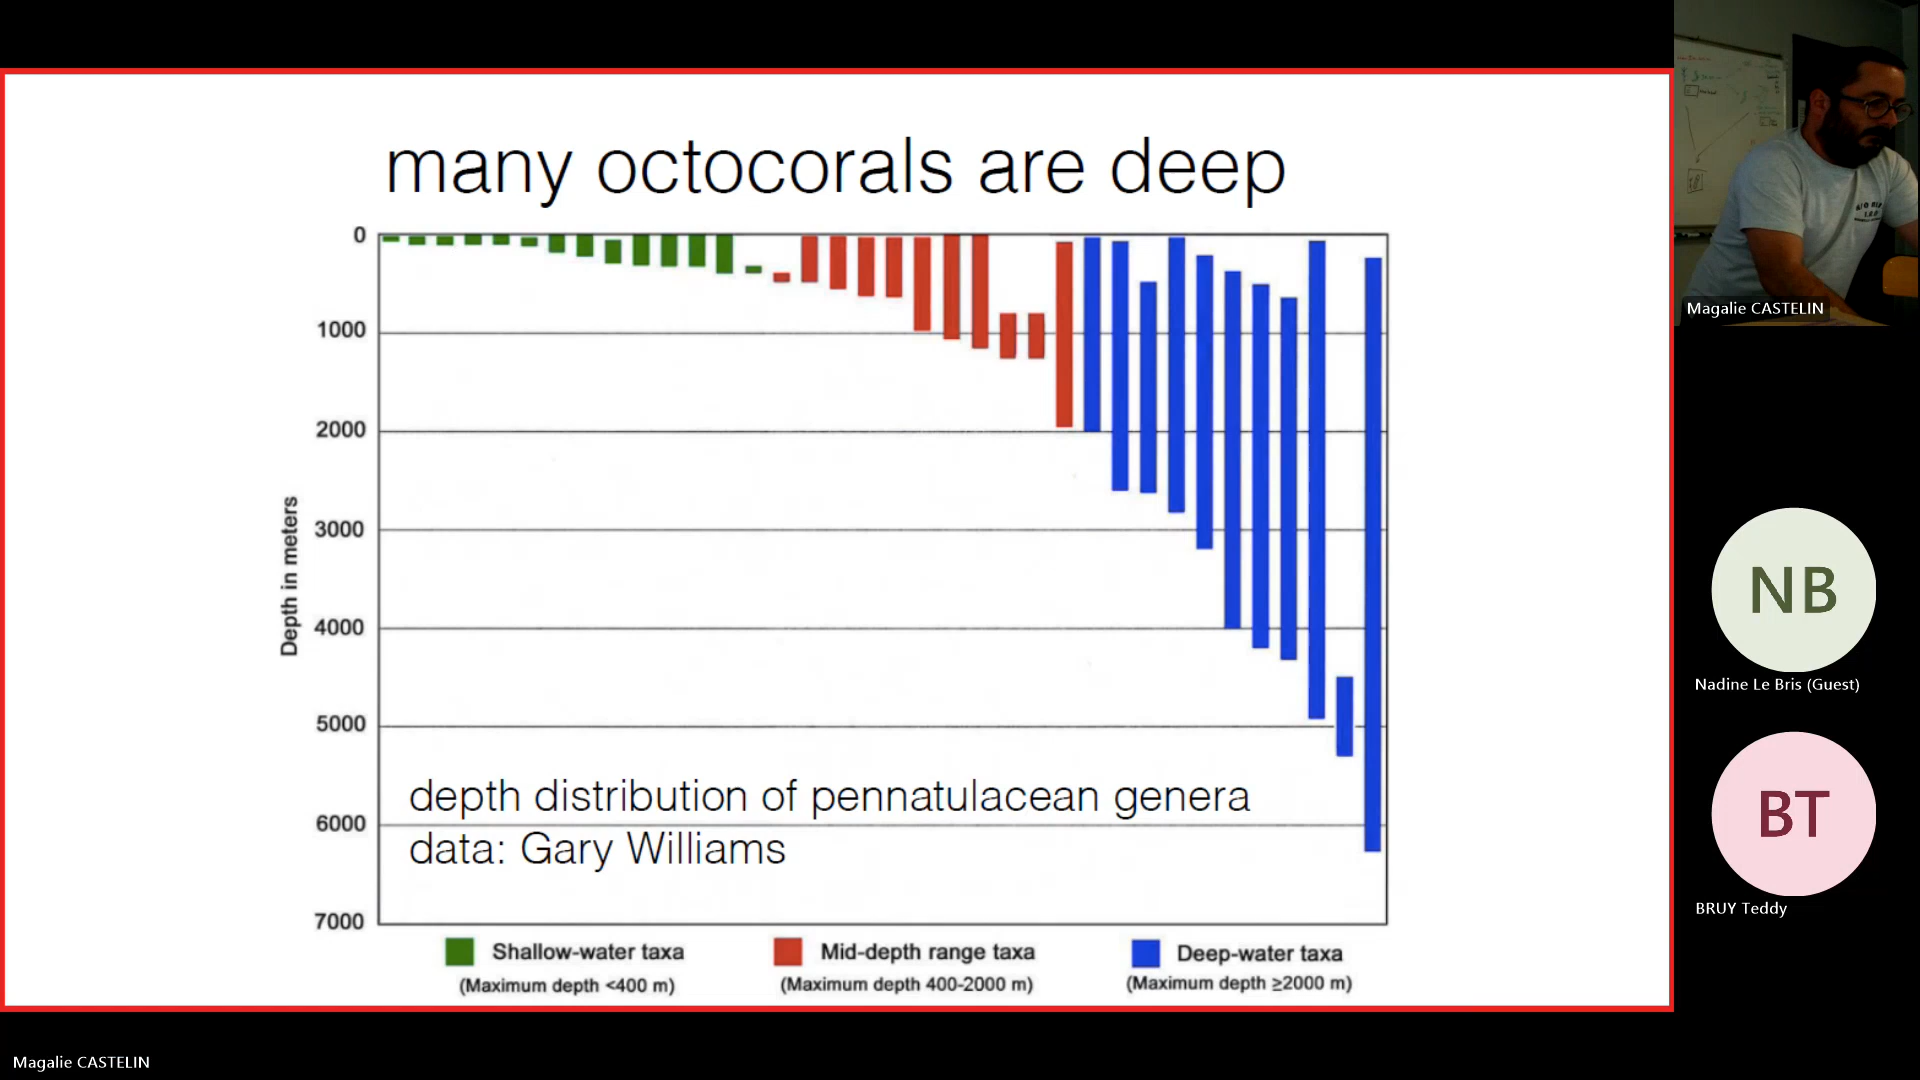 many octocorals are deep
0
1000
2000
3000
4000
5000
6000
7000
Depth in meters
depth distribution of pennatulacean genera
data: Gary Williams
Shallow-water taxa
(Maximum depth <400 m)
Mid-depth range taxa
(Maximum depth 400-2000 m)
Deep-water taxa
(Maximum depth ≥2000 m)
Magalie CASTELIN
NB
Nadine Le Bris (Guest)
BT
BRUY Teddy
Magalie CASTELIN